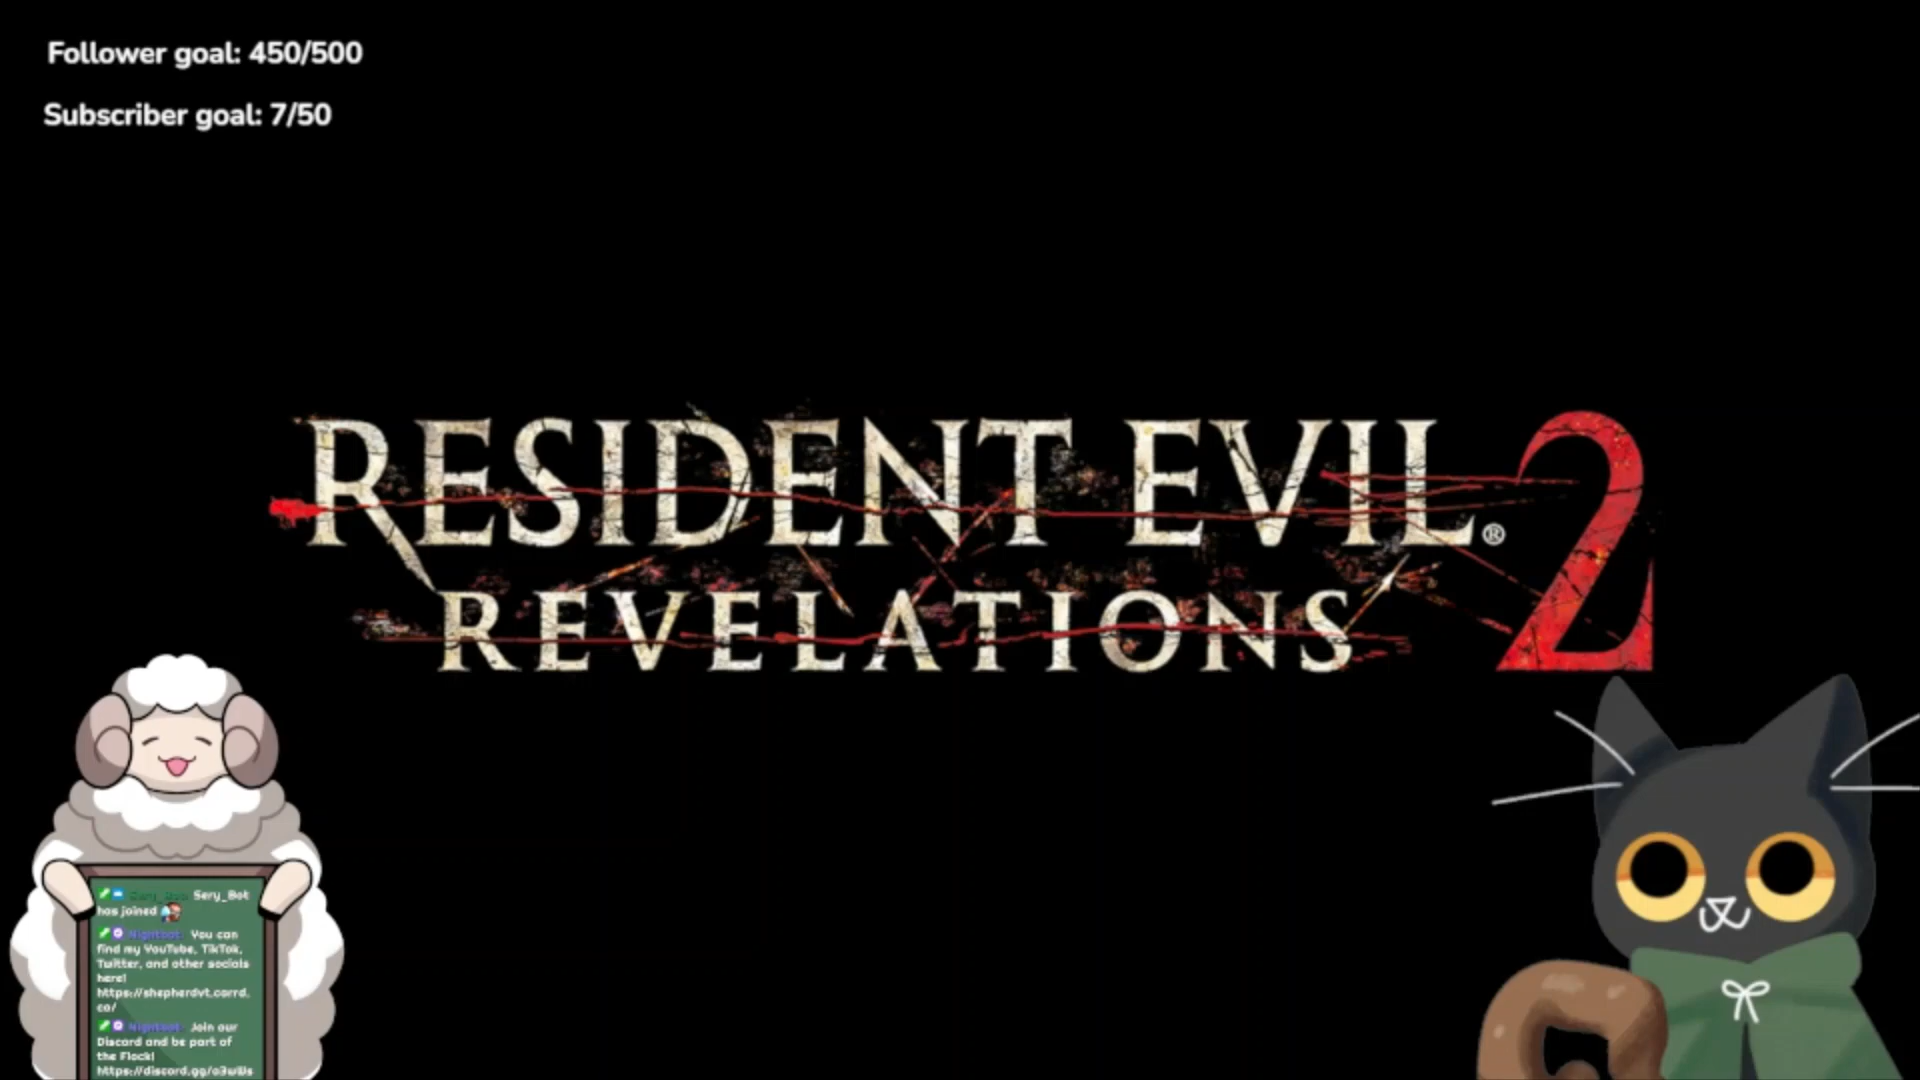 Follower goal: 450/500
Subscriber goal: 7/50
RESIDENT EVIL® 2
REVELATIONS
Sery_Bot
has joined
Nightbot: You can
find my YouTube, TikTok,
Twitter, and other socials
here!
https://shepherdvt.carrd.
co/
Nightbot: Join our
Discord and be part of
the Flock!